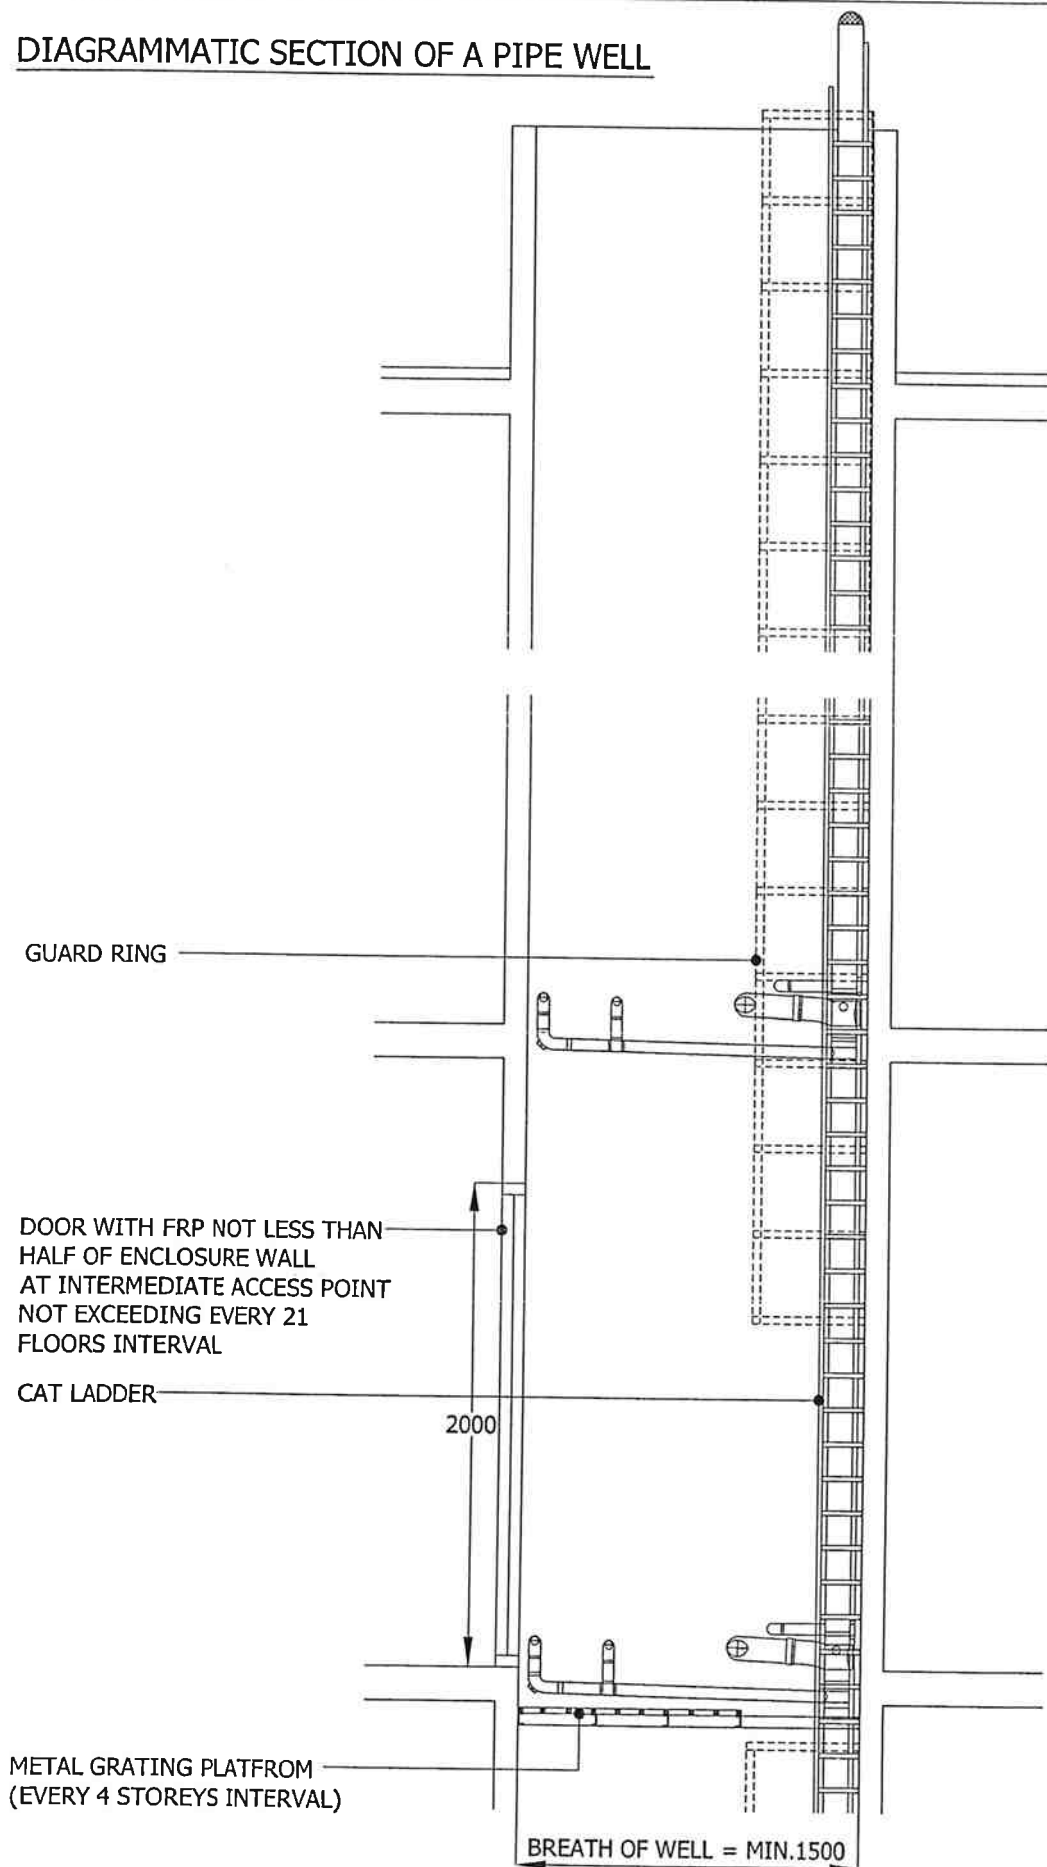 DIAGRAMMATIC SECTION OF A PIPE WELL
GUARD RING
DOOR WITH FRP NOT LESS THAN
HALF OF ENCLOSURE WALL
AT INTERMEDIATE ACCESS POINT
NOT EXCEEDING EVERY 21
FLOORS INTERVAL
CAT LADDER
2000
METAL GRATING PLATFROM
(EVERY 4 STOREYS INTERVAL)
BREATH OF WELL = MIN.1500